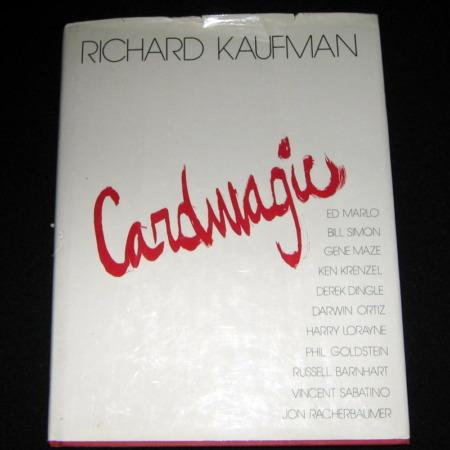 RICHARD KAUFMAN
Cardmagic
ED MARLO
BILL SIMON
GENE MAZE
KEN KRENZEL
DEREK DINGLE
DARWIN ORTIZ
HARRY LORAYNE
PHIL GOLDSTEIN
RUSSELL BARNHART
VINCENT SABATINO
JON RACHERBAUMER